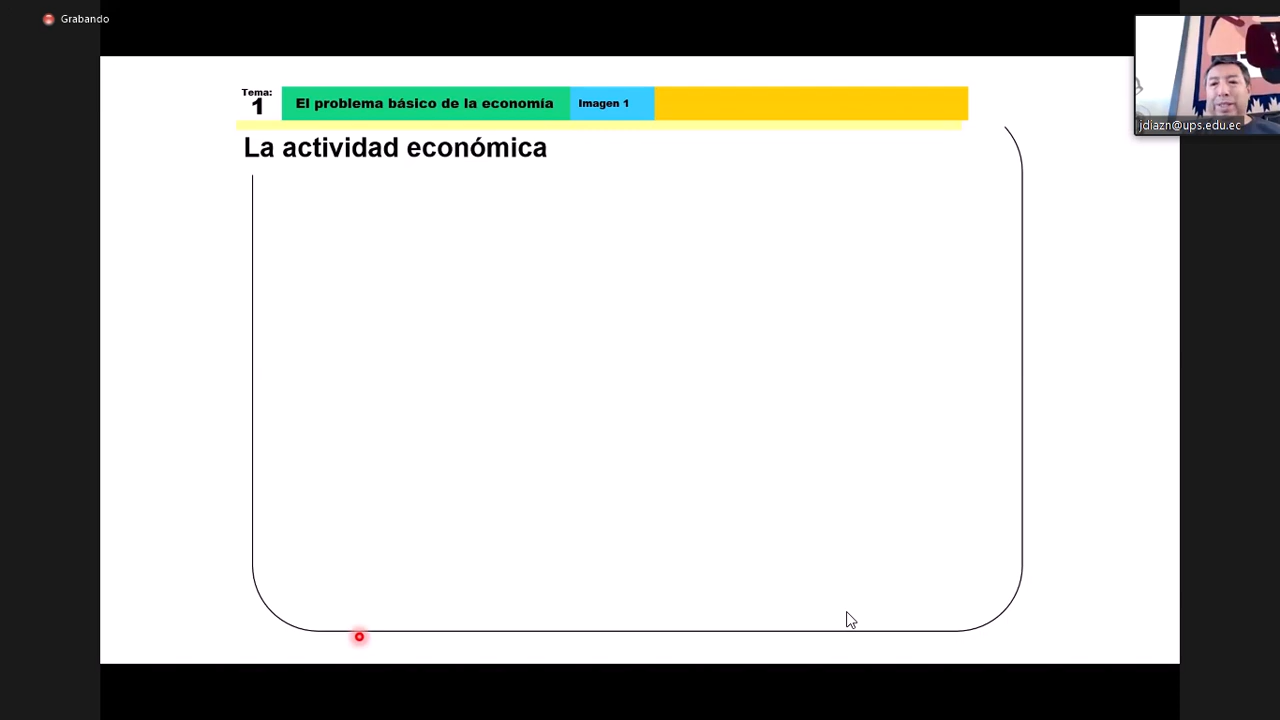 Grabando
jdiazn@ups.edu.ec
Tema:
1
El problema básico de la economía
Imagen 1
La actividad económica